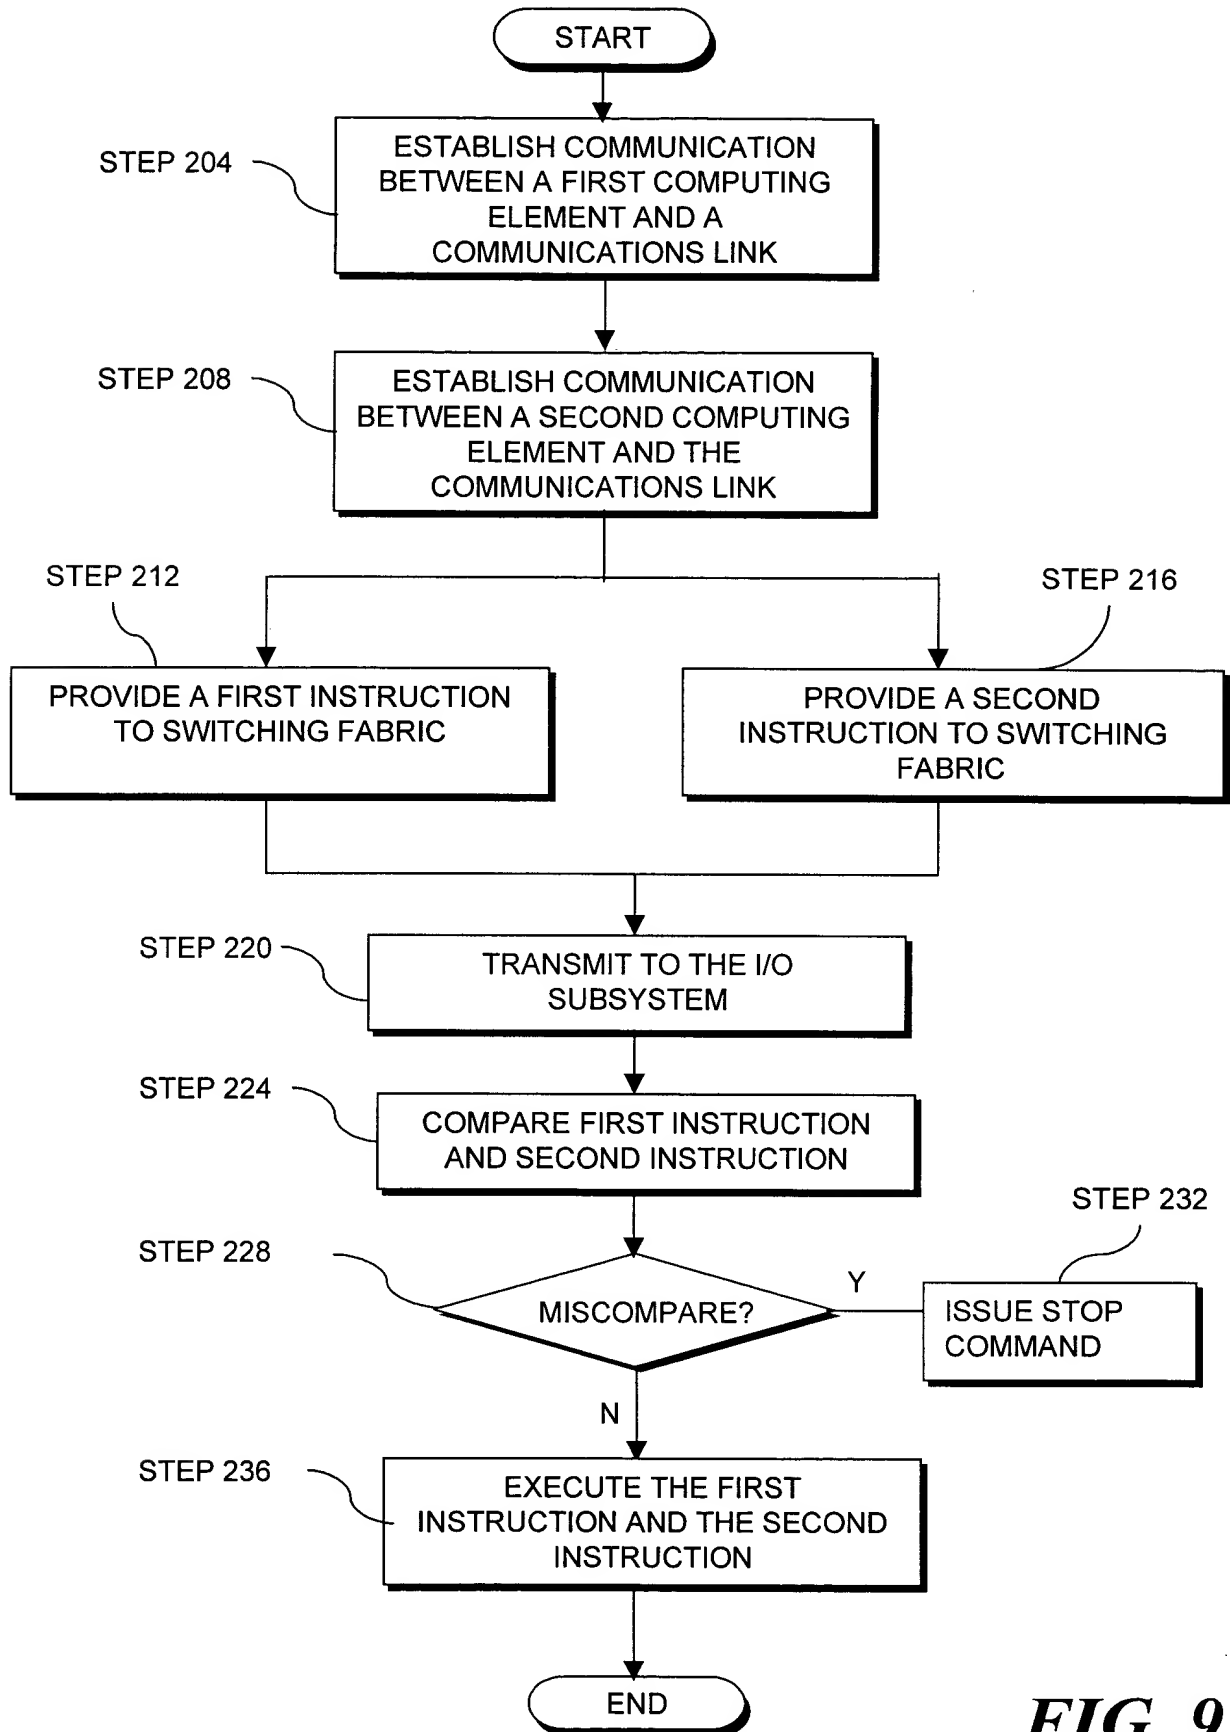 START
STEP 204
ESTABLISH COMMUNICATION
BETWEEN A FIRST COMPUTING
ELEMENT AND A
COMMUNICATIONS LINK
STEP 208
ESTABLISH COMMUNICATION
BETWEEN A SECOND COMPUTING
ELEMENT AND THE
COMMUNICATIONS LINK
STEP 212
STEP 216
PROVIDE A FIRST INSTRUCTION
TO SWITCHING FABRIC
PROVIDE A SECOND
INSTRUCTION TO SWITCHING
FABRIC
STEP 220
TRANSMIT TO THE I/O
SUBSYSTEM
STEP 224
COMPARE FIRST INSTRUCTION
AND SECOND INSTRUCTION
STEP 232
STEP 228
MISCOMPARE?
Y
ISSUE STOP
COMMAND
N
STEP 236
EXECUTE THE FIRST
INSTRUCTION AND THE SECOND
INSTRUCTION
END
FIG. 9